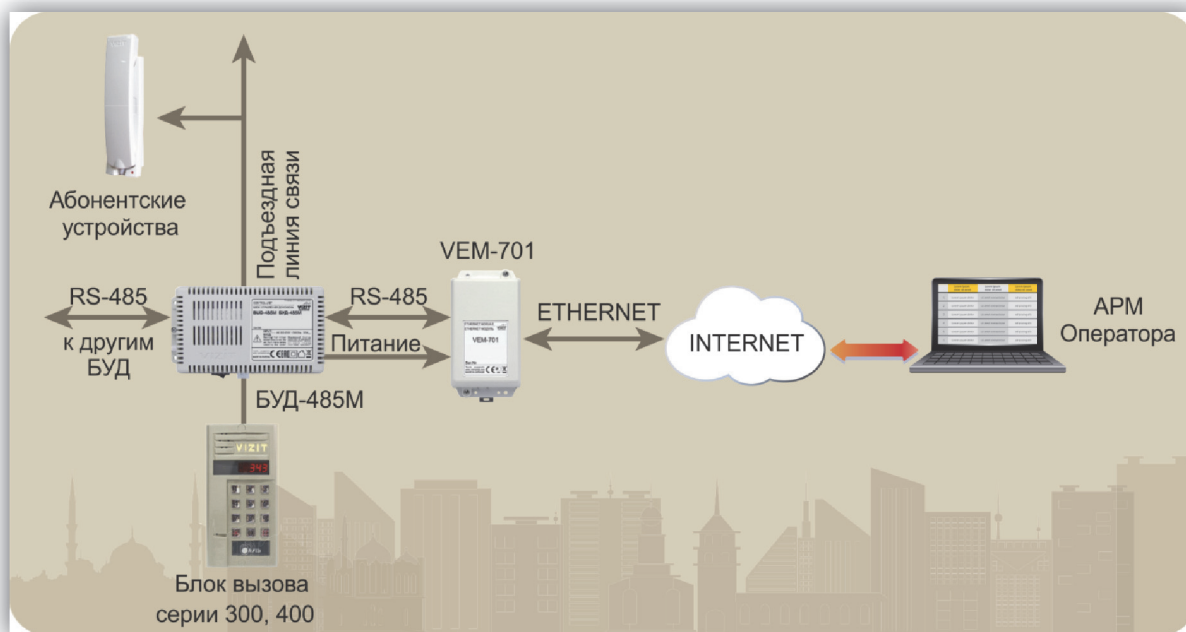 Абонентские
устройства
Подъездная
линия связи
VEM-701
RS-485
RS-485
ETHERNET
INTERNET
АРМ
Оператора
к другим
БУД
Питание
VEM-701
БУД-485М
VIZIT
343
Блок вызова
серии 300, 400